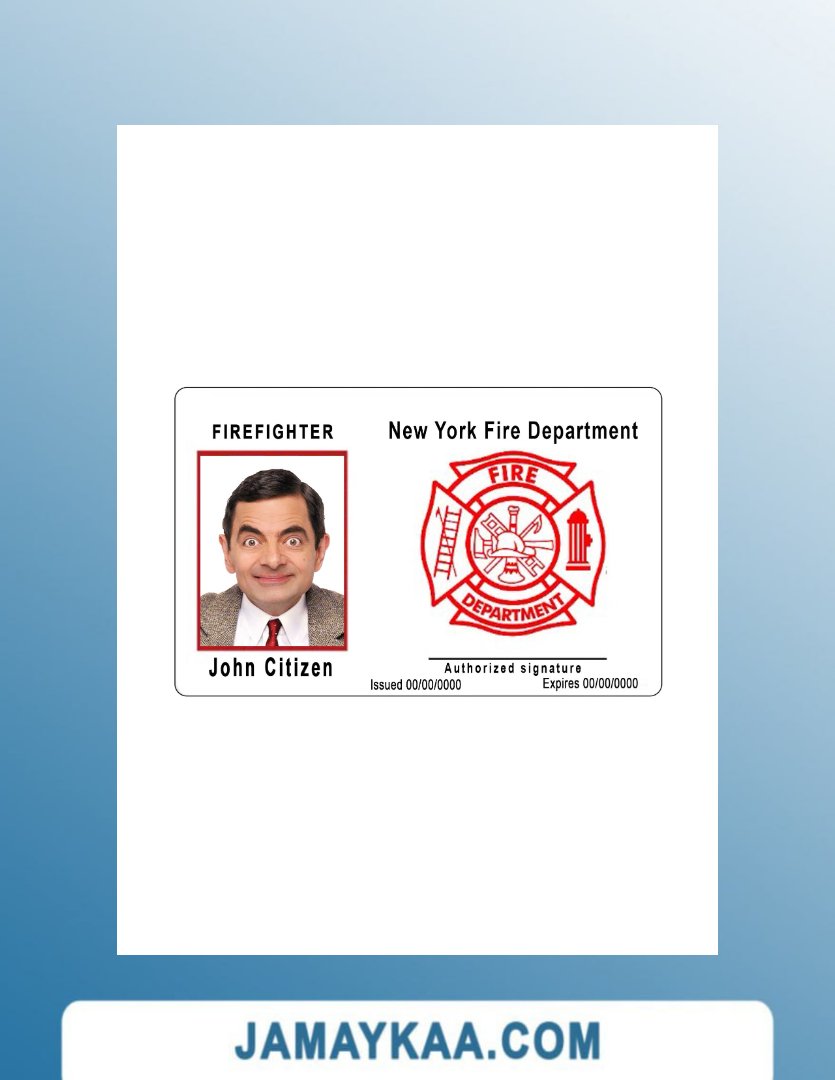 FIREFIGHTER
New York Fire Department
FIRE
DEPARTMENT
John Citizen
Authorized signature
Issued 00/00/0000
Expires 00/00/0000
JAMAYKAA.COM